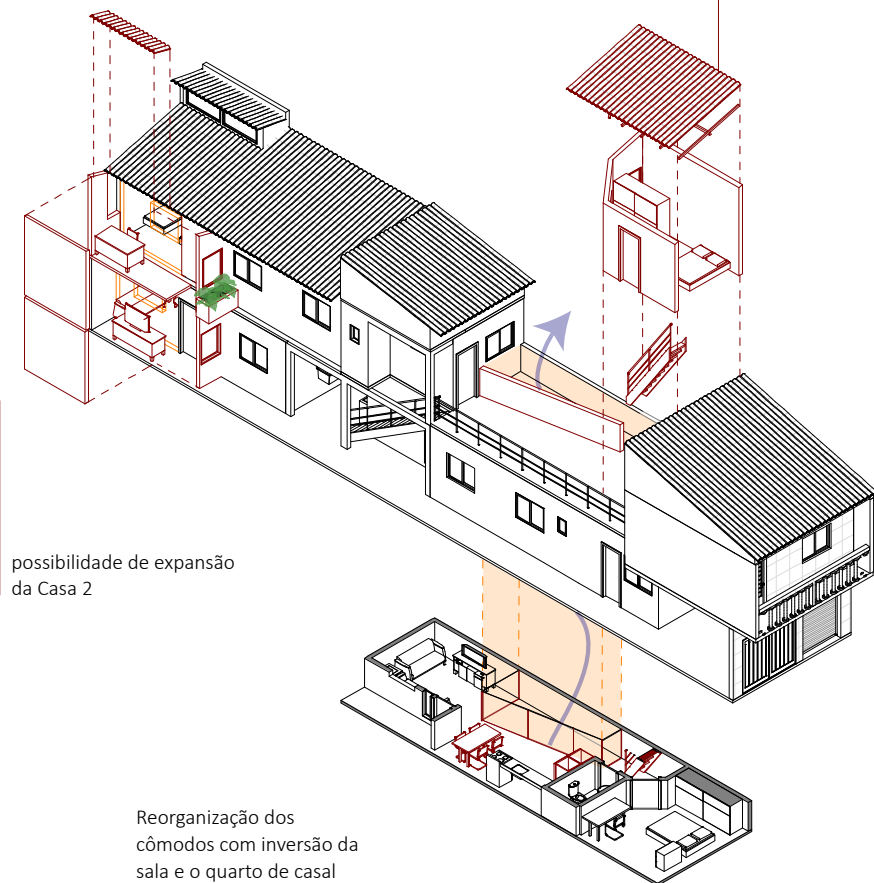 possibilidade de expansão
da Casa 2
Reorganização dos
cômodos com inversão da
sala e o quarto de casal